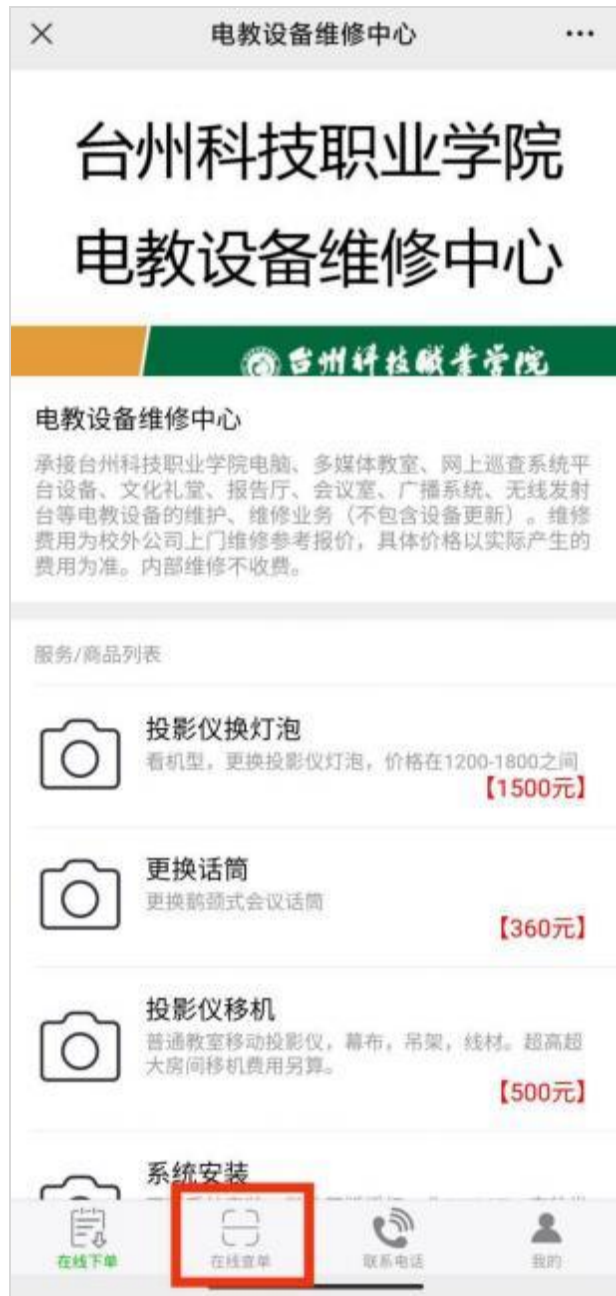 电教设备维修中心
台州科技职业学院
电教设备维修中心
台州科技职业学院
电教设备维修中心
承接台州科技职业学院电脑、多媒体教室、网上巡查系统平
台设备、文化礼堂、报告厅、会议室、广播系统、无线发射
台等电教设备的维护、维修业务（不包含设备更新）。维修
费用为校外公司上门维修参考报价，具体价格以实际产生的
费用为准。内部维修不收费。
服务/商品列表
投影仪换灯泡
看机型，更换投影仪灯泡，价格在1200-1800之间
【1500元】
更换话筒
更换鹅颈式会议话筒
【360元】
投影仪移机
普通教室移动投影仪，幕布，吊架，线材。超高超
大房间移机费用另算。
【500元】
系统安装
在线下单
在线查单
联系电话
我的